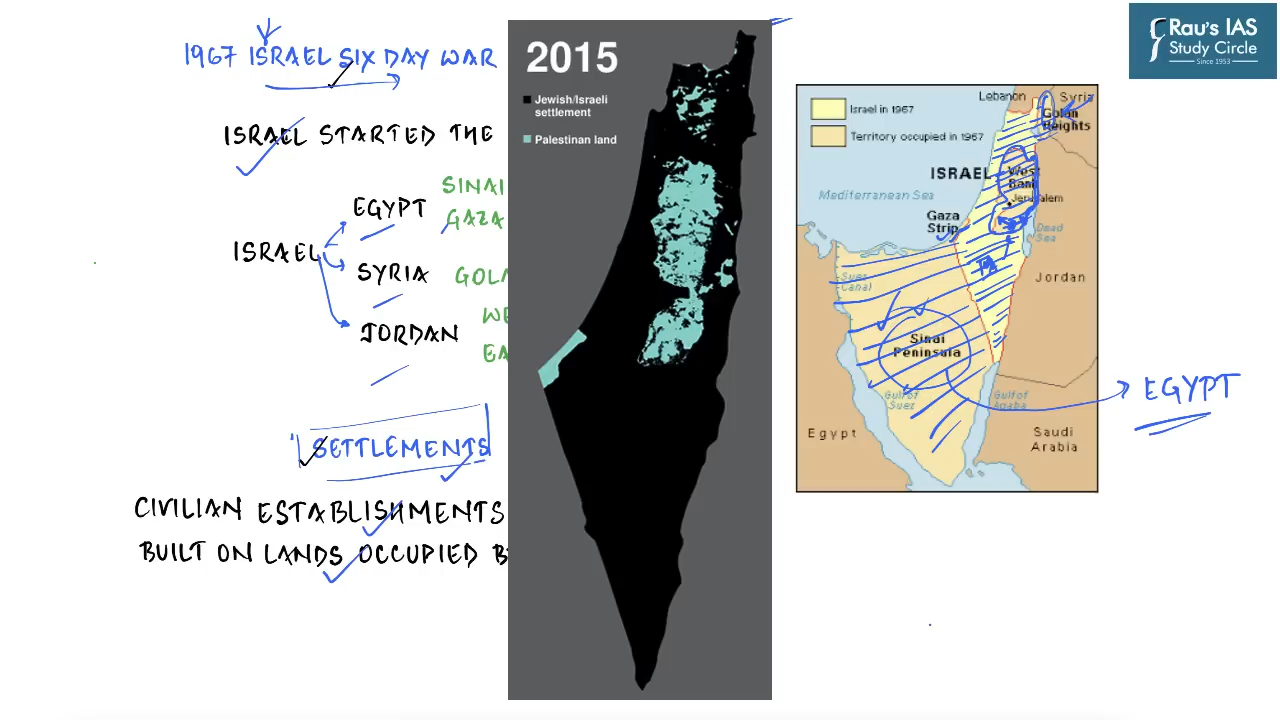 1967 ISRAEL SIX DAY WAR
ISRAEL STARTED THE
ISRAEL
EGYPT
SYRIA
JORDAN
SINAI
GAZA
'SETTLEMENTS
CIVILIAN ESTABLISHMENTS
BUILT ON LANDS OCCUPIED
2015
Jewish/Israeli
settlement
Palestinan land
Israel in 1967
Territory occupied in 1967
Lebanon
Syria
Golan
Heights
ISRAEL
West
Bank
Jerusalem
Mediterranean Sea
Gaza
Strip
Dead
Sea
Suez
Canal
Jordan
Sinai
Peninsula
Gulf of
Suez
Gulf of
Aqaba
Egypt
Saudi
Arabia
EGYPT
Rau's IAS
Study Circle
Since 1953